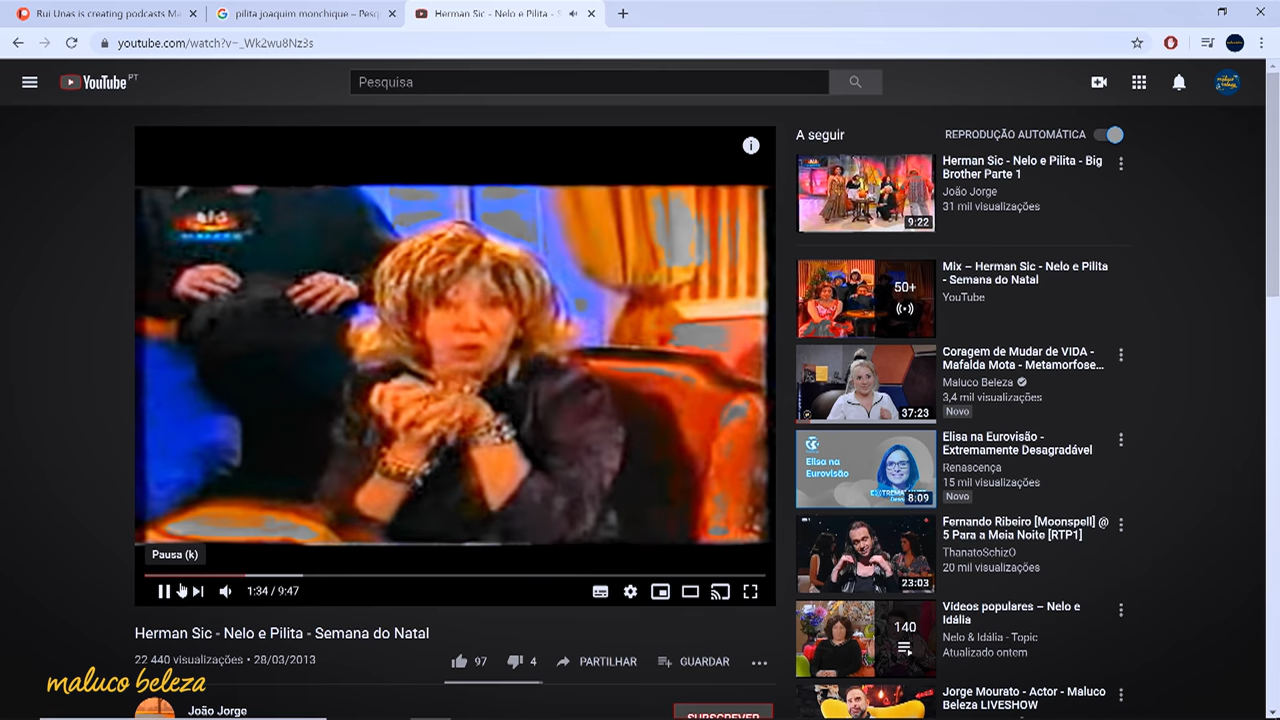 Rui Unas is creating podcasts Ma
pilita joaquim monchique – Pesq
Herman Sic - Nelo e Pilita - S
youtube.com/watch?v=_Wk2wu8Nz3s
YouTube PT
Pesquisa
BIG
Pausa (k)
1:34 / 9:47
Herman Sic - Nelo e Pilita - Semana do Natal
22 440 visualizações • 28/03/2013
97
4
PARTILHAR
GUARDAR
maluco beleza
João Jorge
SUBSCREVER
A seguir
REPRODUÇÃO AUTOMÁTICA
Herman Sic - Nelo e Pilita - Big
Brother Parte 1
João Jorge
31 mil visualizações
9:22
Mix – Herman Sic - Nelo e Pilita
- Semana do Natal
YouTube
50+
Coragem de Mudar de VIDA -
Mafalda Mota - Metamorfose...
Maluco Beleza
3,4 mil visualizações
Novo
37:23
Elisa na Eurovisão -
Extremamente Desagradável
Renascença
15 mil visualizações
Novo
Elisa na
Eurovisão
8:09
Fernando Ribeiro [Moonspell] @
5 Para a Meia Noite [RTP1]
ThanatoSchizO
20 mil visualizações
23:03
Vídeos populares – Nelo e
Idália
Nelo & Idália - Topic
Atualizado ontem
140
Jorge Mourato - Actor - Maluco
Beleza LIVESHOW